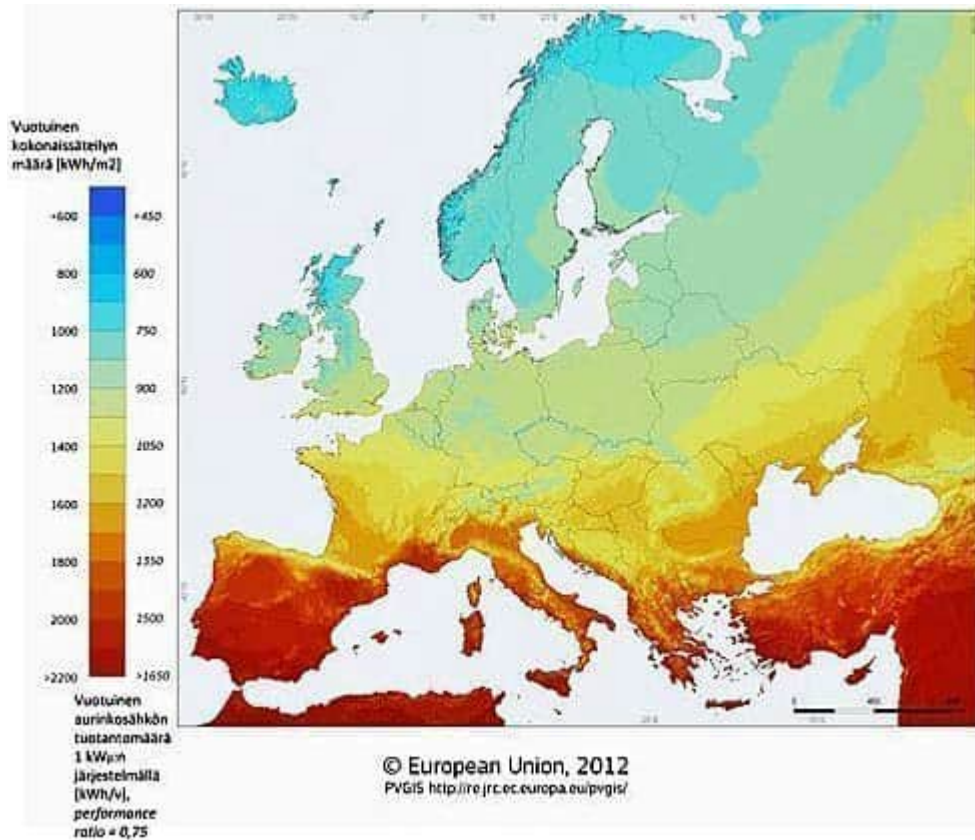 Vuotuinen
kokonaissäteilyn
määrä [kWh/m2]
<600 <450
800 600
1000 750
1200 900
1400 2050
1600 1200
1800 1350
2000 2500
>2200 >1650
Vuotuinen
aurinkosähkön
tuotantomäärä
1 kWp:n
järjestelmällä
[kWh/v],
performance
ratio = 0,75
© European Union, 2012
PVGIS http://re.jrc.ec.europa.eu/pvgis/